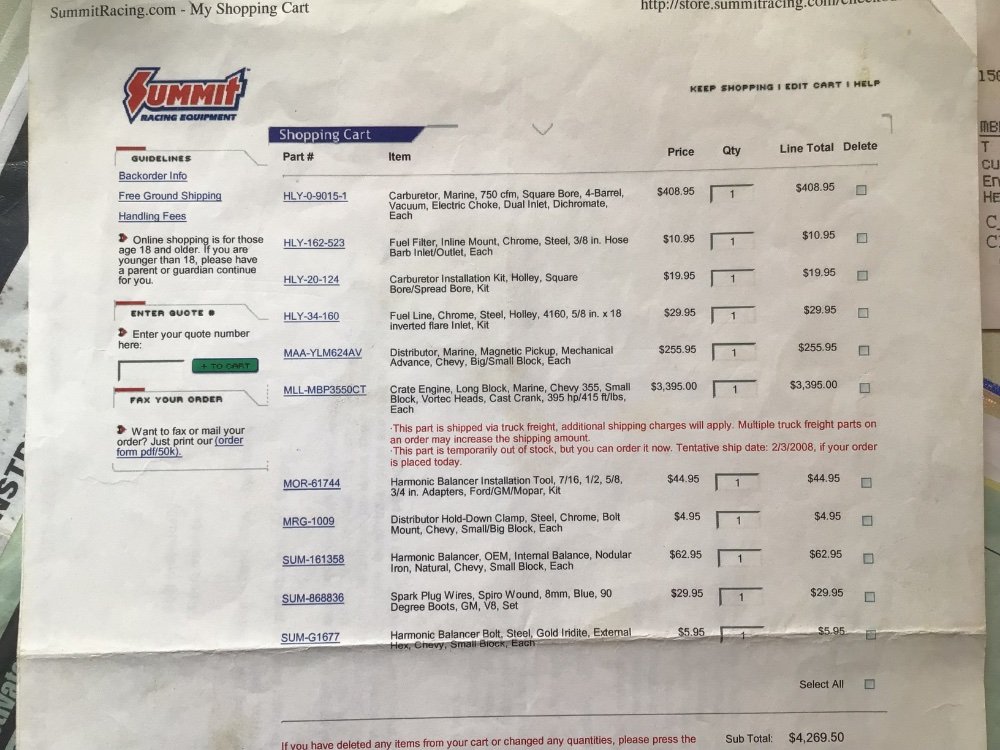 SummitRacing.com - My Shopping Cart
SUMMIT
RACING EQUIPMENT
KEEP SHOPPING | EDIT CART | HELP
Shopping Cart
Part # Item Price Qty Line Total Delete
GUIDELINES
Backorder Info
Free Ground Shipping
Handling Fees
Online shopping is for those
age 18 and older. If you are
younger than 18, please have
a parent or guardian continue
for you.
ENTER QUOTE #
Enter your quote number
here:
+ TO CART
FAX YOUR ORDER
Want to fax or mail your
order? Just print our (order
form pdf/50k).
HLY-0-9015-1 Carburetor, Marine, 750 cfm, Square Bore, 4-Barrel, $408.95 1 $408.95
Vacuum, Electric Choke, Dual Inlet, Dichromate,
Each
HLY-162-523 Fuel Filter, Inline Mount, Chrome, Steel, 3/8 in. Hose $10.95 1 $10.95
Barb Inlet/Outlet, Each
HLY-20-124 Carburetor Installation Kit, Holley, Square $19.95 1 $19.95
Bore/Spread Bore, Kit
HLY-34-160 Fuel Line, Chrome, Steel, Holley, 4160, 5/8 in. x 18 $29.95 1 $29.95
inverted flare Inlet, Kit
MAA-YLM624AV Distributor, Marine, Magnetic Pickup, Mechanical $255.95 1 $255.95
Advance, Chevy, Big/Small Block, Each
MLL-MBP3550CT Crate Engine, Long Block, Marine, Chevy 355, Small $3,395.00 1 $3,395.00
Block, Vortec Heads, Cast Crank, 395 hp/415 ft/lbs,
Each
·This part is shipped via truck freight, additional shipping charges will apply. Multiple truck freight parts on
an order may increase the shipping amount.
·This part is temporarily out of stock, but you can order it now. Tentative ship date: 2/3/2008, if your order
is placed today.
MOR-61744 Harmonic Balancer Installation Tool, 7/16, 1/2, 5/8, $44.95 1 $44.95
3/4 in. Adapters, Ford/GM/Mopar, Kit
MRG-1009 Distributor Hold-Down Clamp, Steel, Chrome, Bolt $4.95 1 $4.95
Mount, Chevy, Small/Big Block, Each
SUM-161358 Harmonic Balancer, OEM, Internal Balance, Nodular $62.95 1 $62.95
Iron, Natural, Chevy, Small Block, Each
SUM-868836 Spark Plug Wires, Spiro Wound, 8mm, Blue, 90 $29.95 1 $29.95
Degree Boots, GM, V8, Set
SUM-G1677 Harmonic Balancer Bolt, Steel, Gold Iridite, External $5.95 1 $5.95
Hex, Chevy, Small Block, Each
Select All
If you have deleted any items from your cart or changed any quantities, please press the Sub Total: $4,269.50